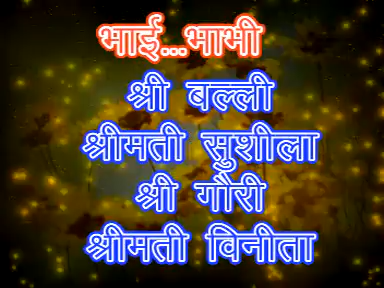 भाई...भाभी
श्री बल्ली
श्रीमती सुशीला
श्री गौरी
श्रीमती विनीता